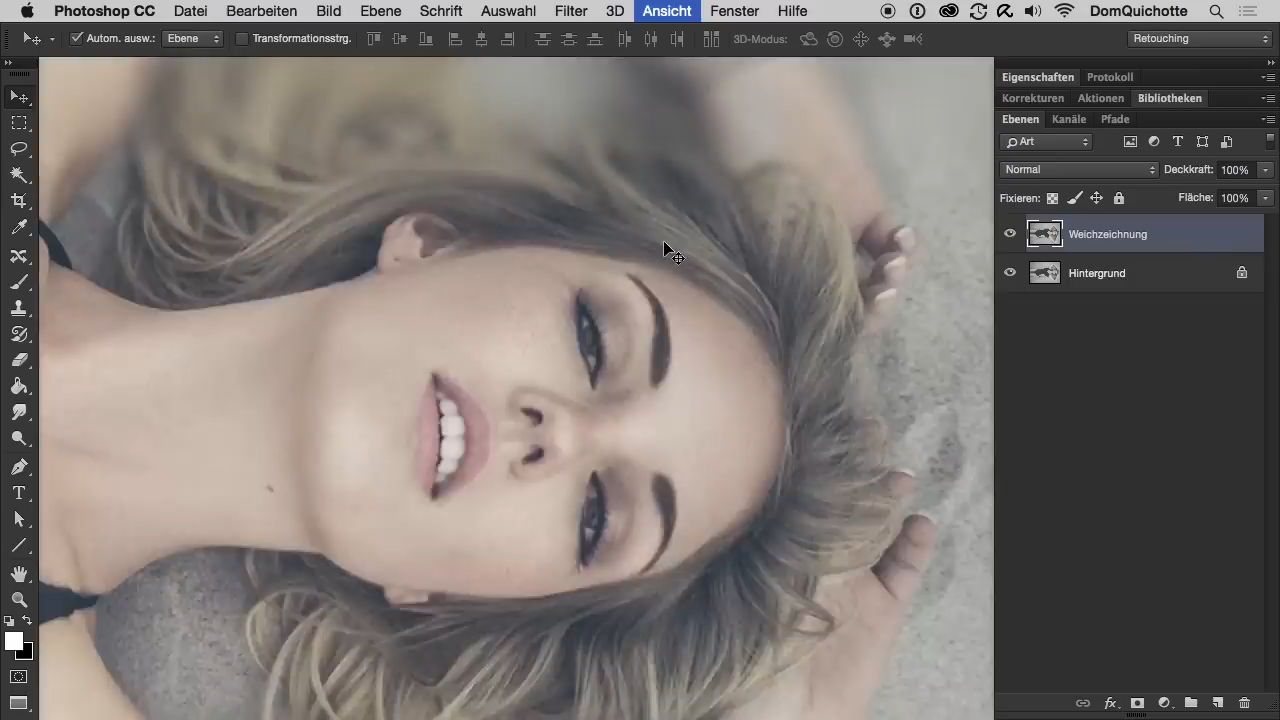 Photoshop CC Datei Bearbeiten Bild Ebene Schrift Auswahl Filter 3D Ansicht Fenster Hilfe DomQuichotte
Autom. ausw.: Ebene Transformationsstrg. 3D-Modus: Retouching
Eigenschaften Protokoll
Korrekturen Aktionen Bibliotheken
Ebenen Kanäle Pfade
Art
Normal Deckkraft: 100%
Fixieren: Fläche: 100%
Weichzeichnung
Hintergrund